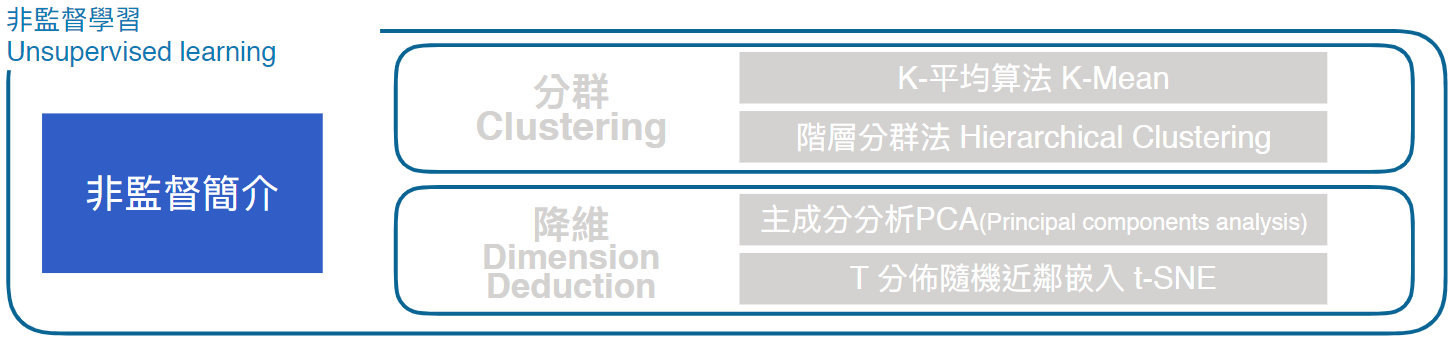 非監督學習
Unsupervised learning
非監督簡介
分群
Clustering
K-平均算法 K-Mean
階層分群法 Hierarchical Clustering
降維
Dimension
Deduction
主成分分析PCA(Principal components analysis)
T 分佈隨機近鄰嵌入 t-SNE